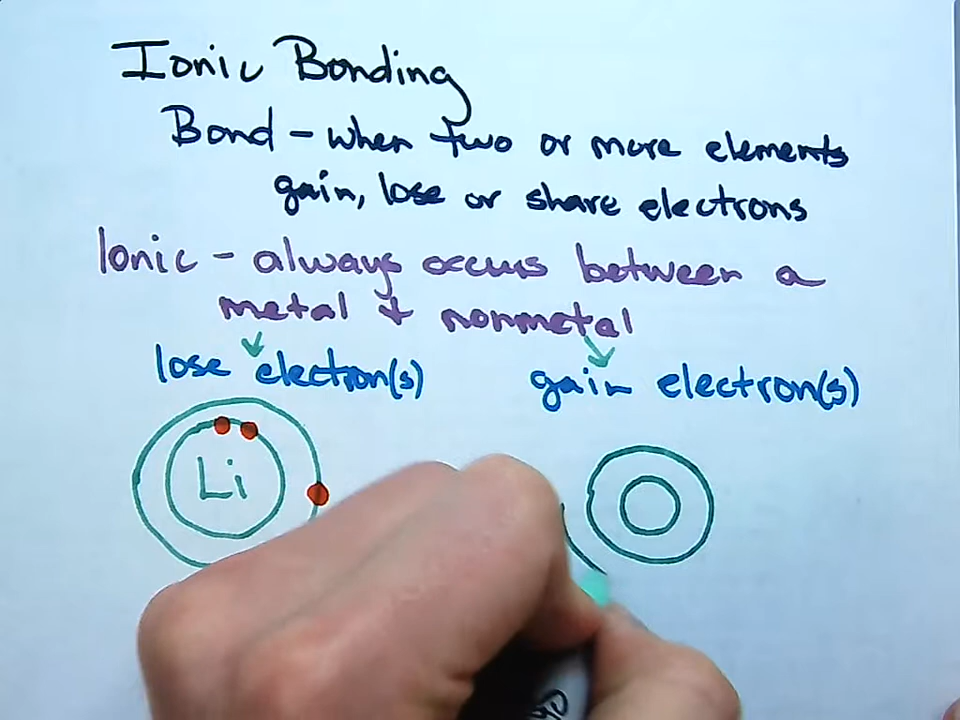 Ionic Bonding
Bond - when two or more elements
gain, lose or share electrons
Ionic - always occurs between a
metal + nonmetal
lose electron(s) gain electron(s)
Li